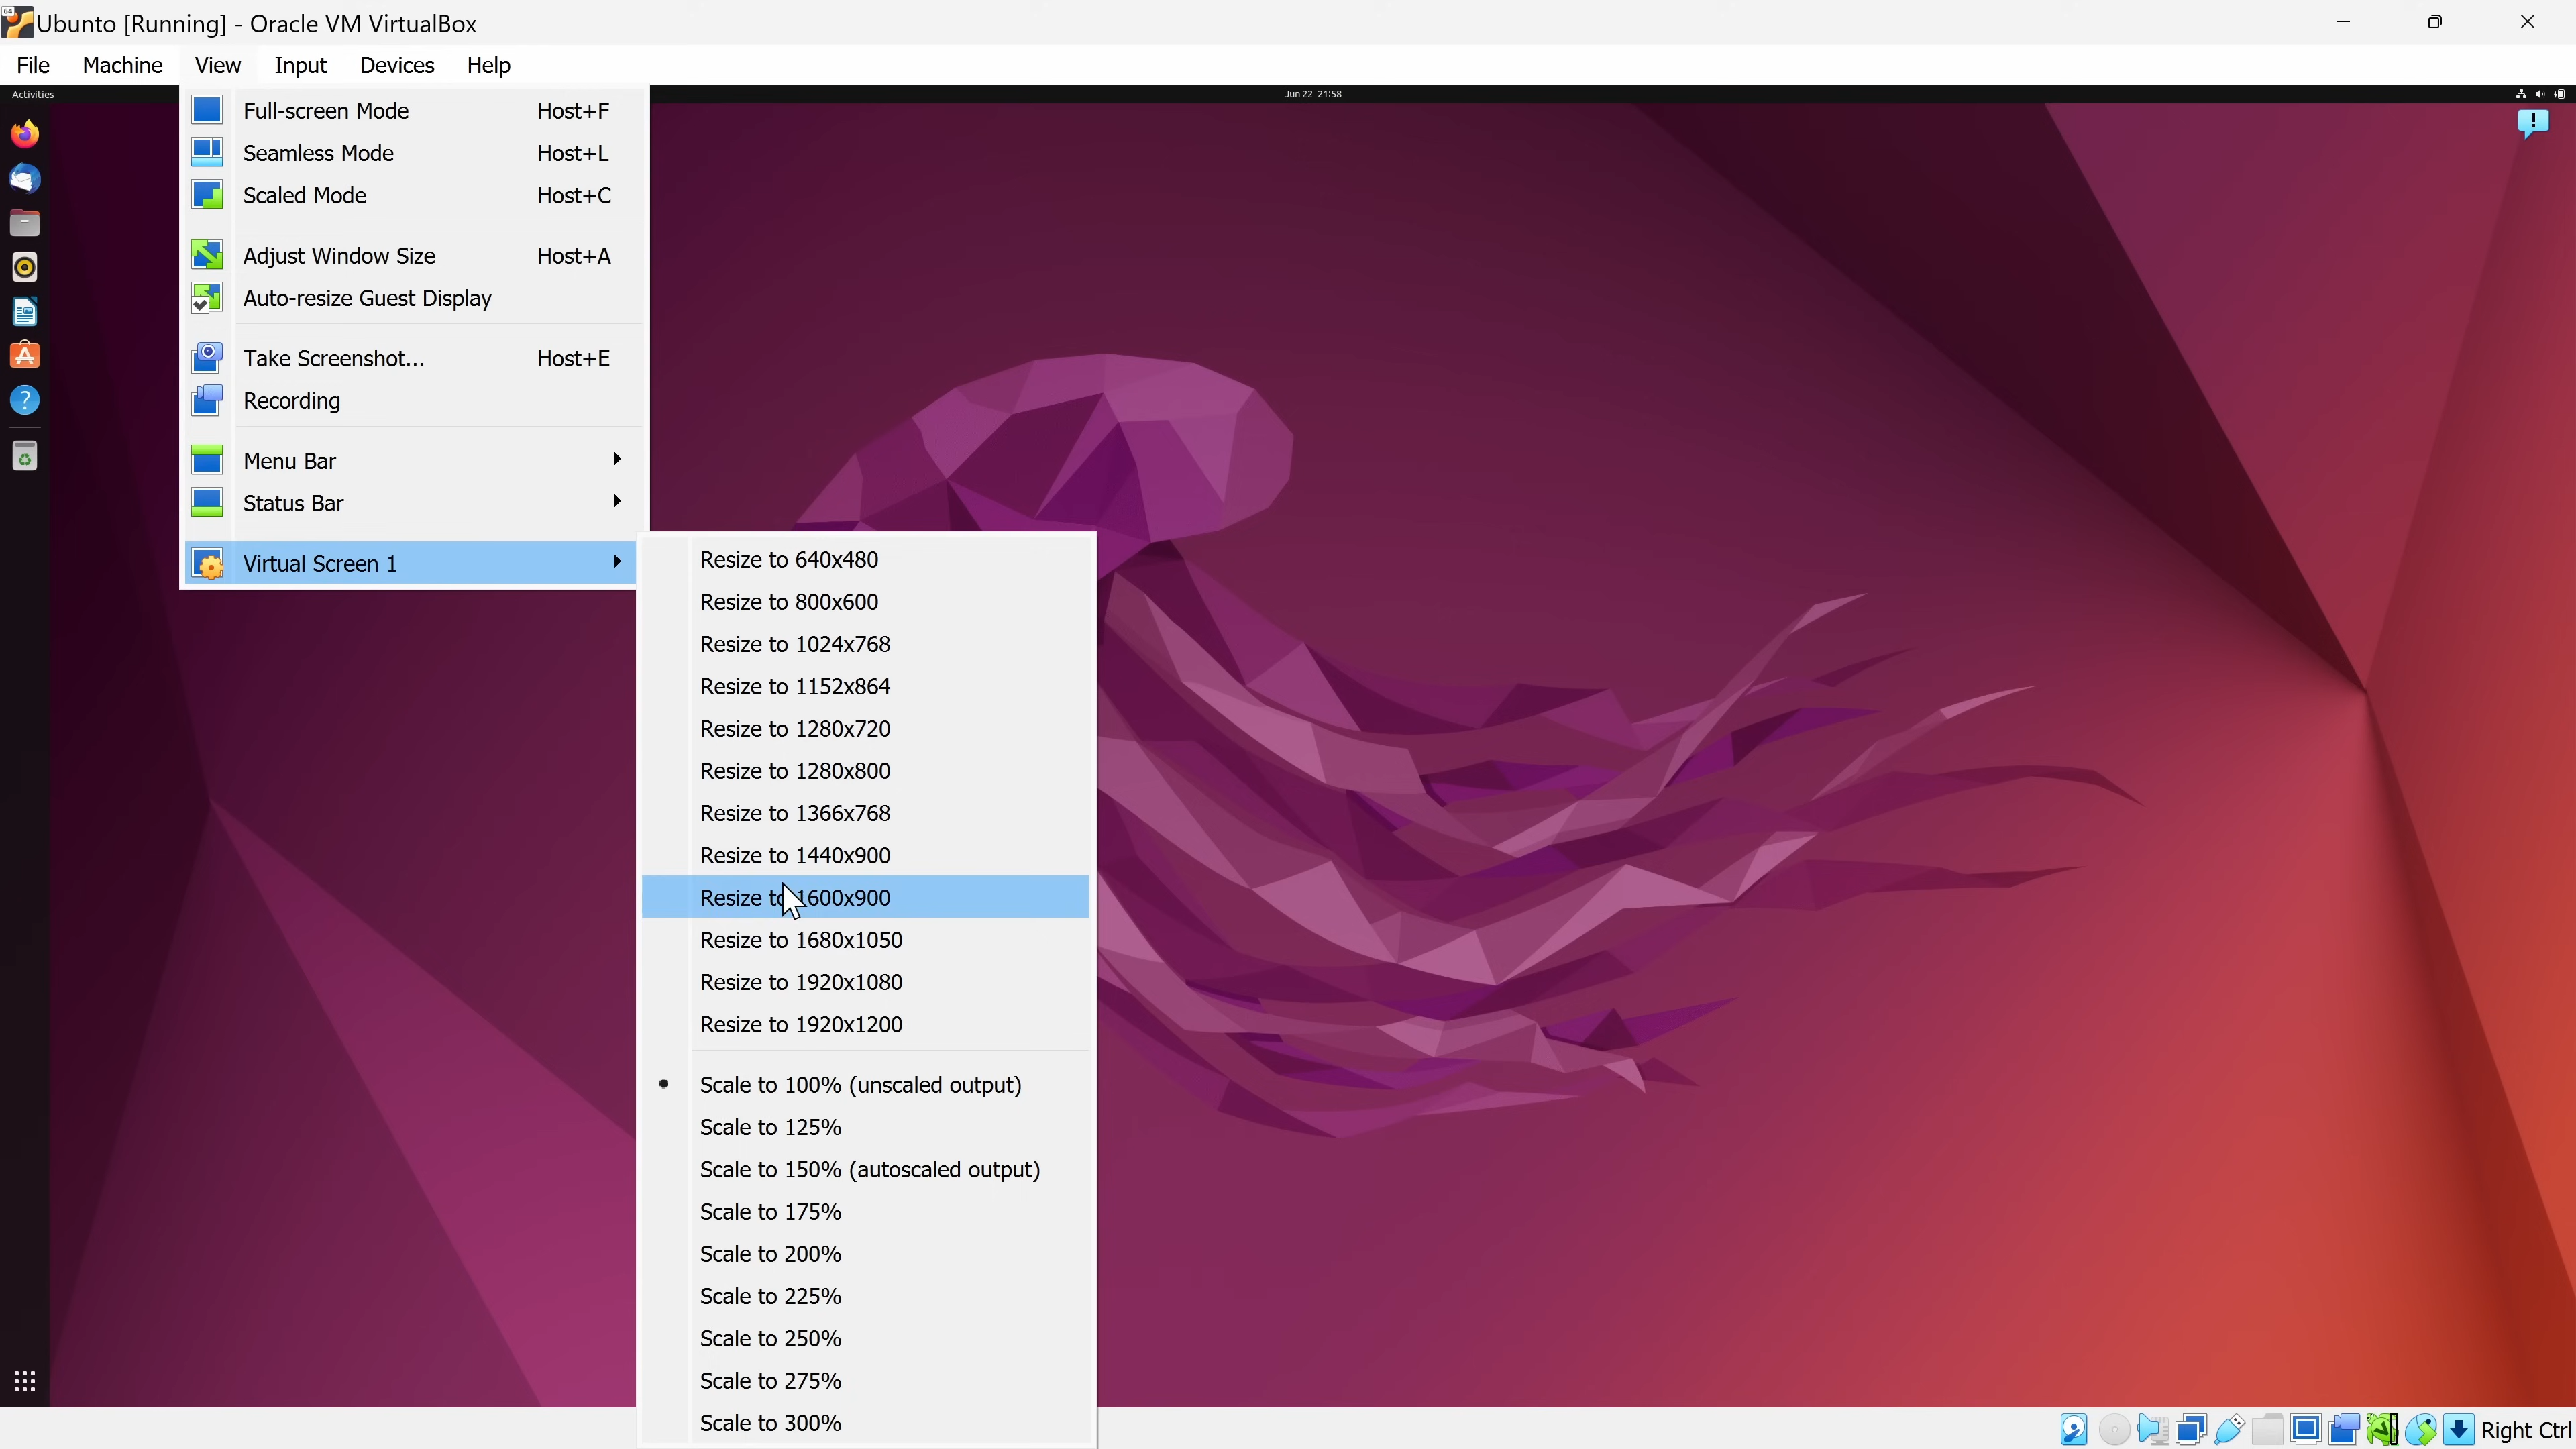 64
Ubunto [Running] - Oracle VM VirtualBox
File Machine View Input Devices Help
Activities
Jun 22 21:58
Full-screen Mode Host+F
Seamless Mode Host+L
Scaled Mode Host+C
Adjust Window Size Host+A
Auto-resize Guest Display
Take Screenshot... Host+E
Recording
Menu Bar
Status Bar
Virtual Screen 1
Resize to 640x480
Resize to 800x600
Resize to 1024x768
Resize to 1152x864
Resize to 1280x720
Resize to 1280x800
Resize to 1366x768
Resize to 1440x900
Resize to 1600x900
Resize to 1680x1050
Resize to 1920x1080
Resize to 1920x1200
Scale to 100% (unscaled output)
Scale to 125%
Scale to 150% (autoscaled output)
Scale to 175%
Scale to 200%
Scale to 225%
Scale to 250%
Scale to 275%
Scale to 300%
Right Ctrl